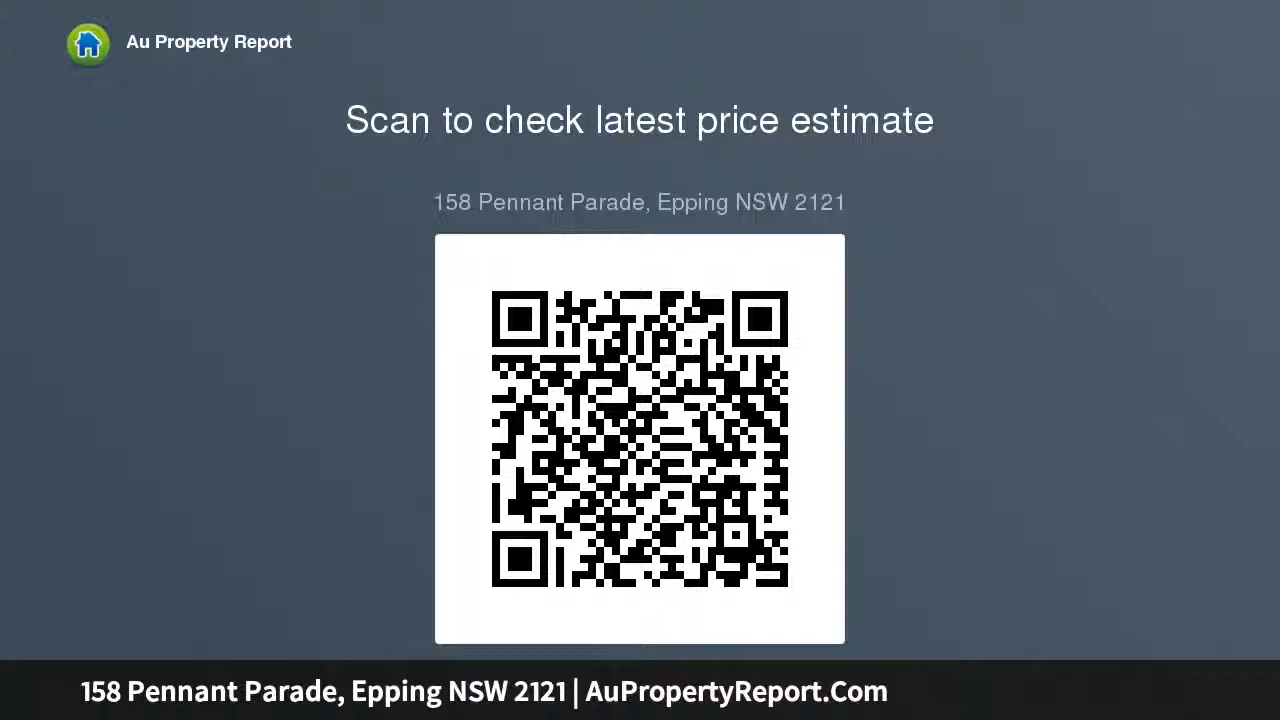 Au Property Report
Scan to check latest price estimate
158 Pennant Parade, Epping NSW 2121
158 Pennant Parade, Epping NSW 2121 | AuPropertyReport.Com